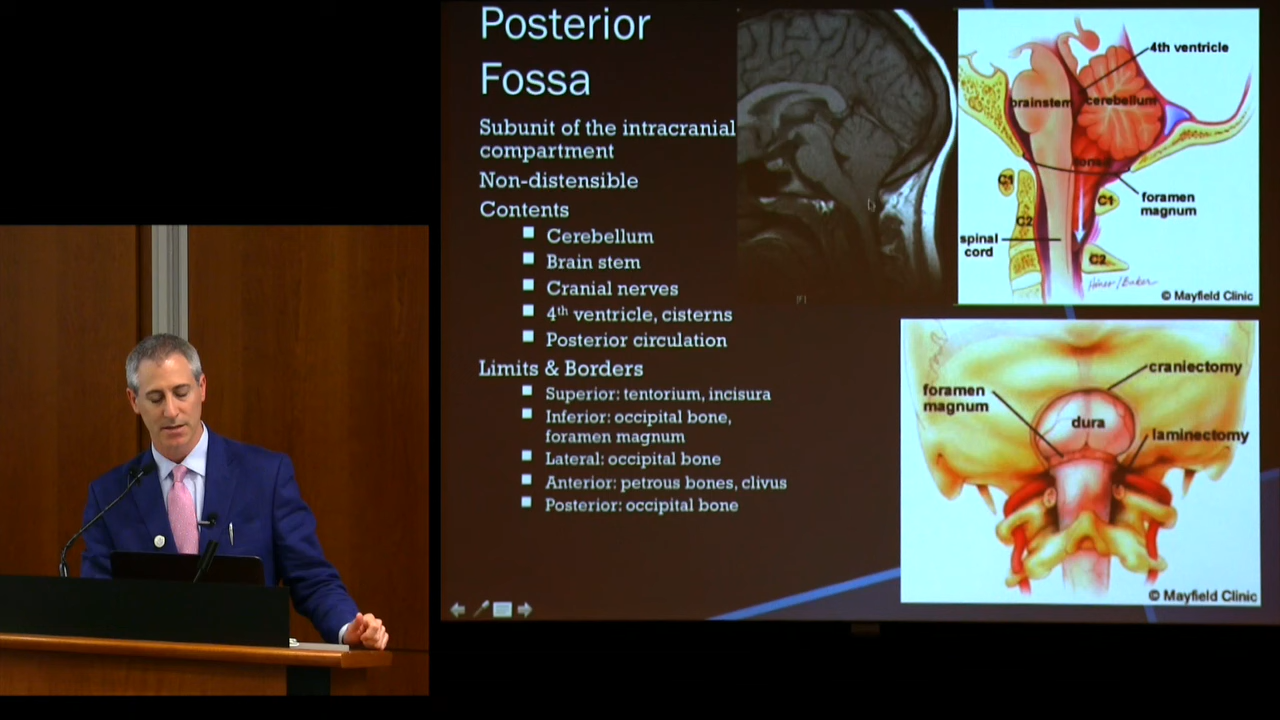 Posterior
Fossa
Subunit of the intracranial
compartment
Non-distensible
Contents
Cerebellum
Brain stem
Cranial nerves
4th ventricle, cisterns
Posterior circulation
Limits & Borders
Superior: tentorium, incisura
Inferior: occipital bone,
foramen magnum
Lateral: occipital bone
Anterior: petrous bones, clivus
Posterior: occipital bone
4th ventricle
brainstem
cerebellum
C1
C1
C2
foramen
magnum
spinal
cord
C2
© Mayfield Clinic
craniectomy
foramen
magnum
dura
laminectomy
© Mayfield Clinic